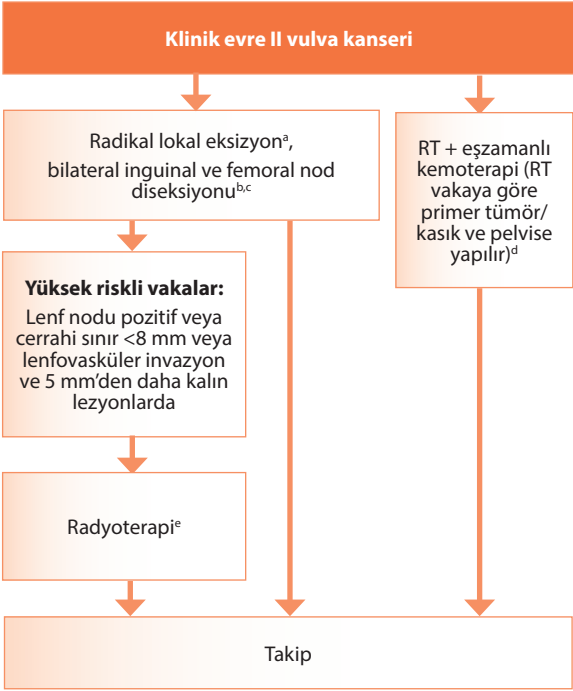 Klinik evre II vulva kanseri
Radikal lokal eksizyonᵃ,
bilateral inguinal ve femoral nod
diseksiyonuᵇ,ᶜ
RT + eşzamanlı
kemoterapi (RT
vakaya göre
primer tümör/
kasık ve pelvise
yapılır)ᵈ
Yüksek riskli vakalar:
Lenf nodu pozitif veya
cerrahi sınır <8 mm veya
lenfovasküler invazyon
ve 5 mm’den daha kalın
lezyonlarda
Radyoterapiᵉ
Takip